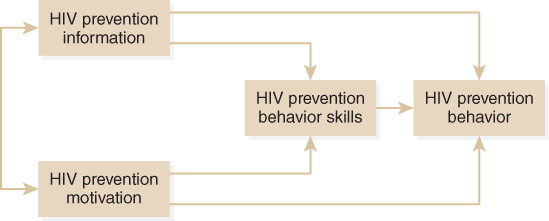 HIV prevention
information
HIV prevention
behavior skills
HIV prevention
behavior
HIV prevention
motivation